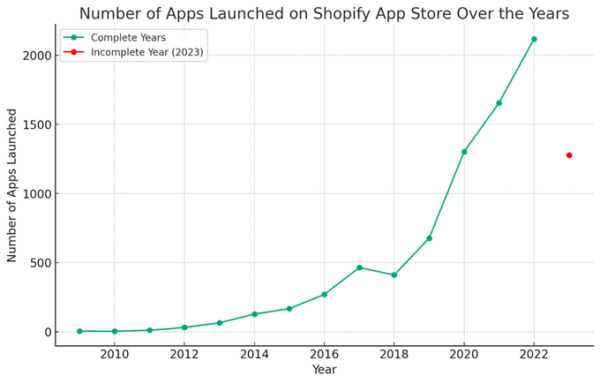 Number of Apps Launched on Shopify App Store Over the Years
Complete Years
Incomplete Year (2023)
2000
1500
1000
500
0
Number of Apps Launched
2010 2012 2014 2016 2018 2020 2022
Year